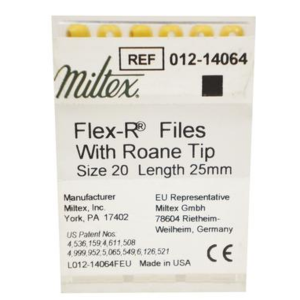 REF 012-14064
Miltex®
Flex-R® Files
With Roane Tip
Size 20 Length 25mm
Manufacturer
Miltex, Inc.
York, PA 17402
EU Representative
Miltex GmbH
78604 Rietheim-
Weilheim, Germany
US Patent Nos.
4,536,159,4,611,508
4,999,952,5,065,549,6,126,521
CE
L012-14064FEU Made in USA